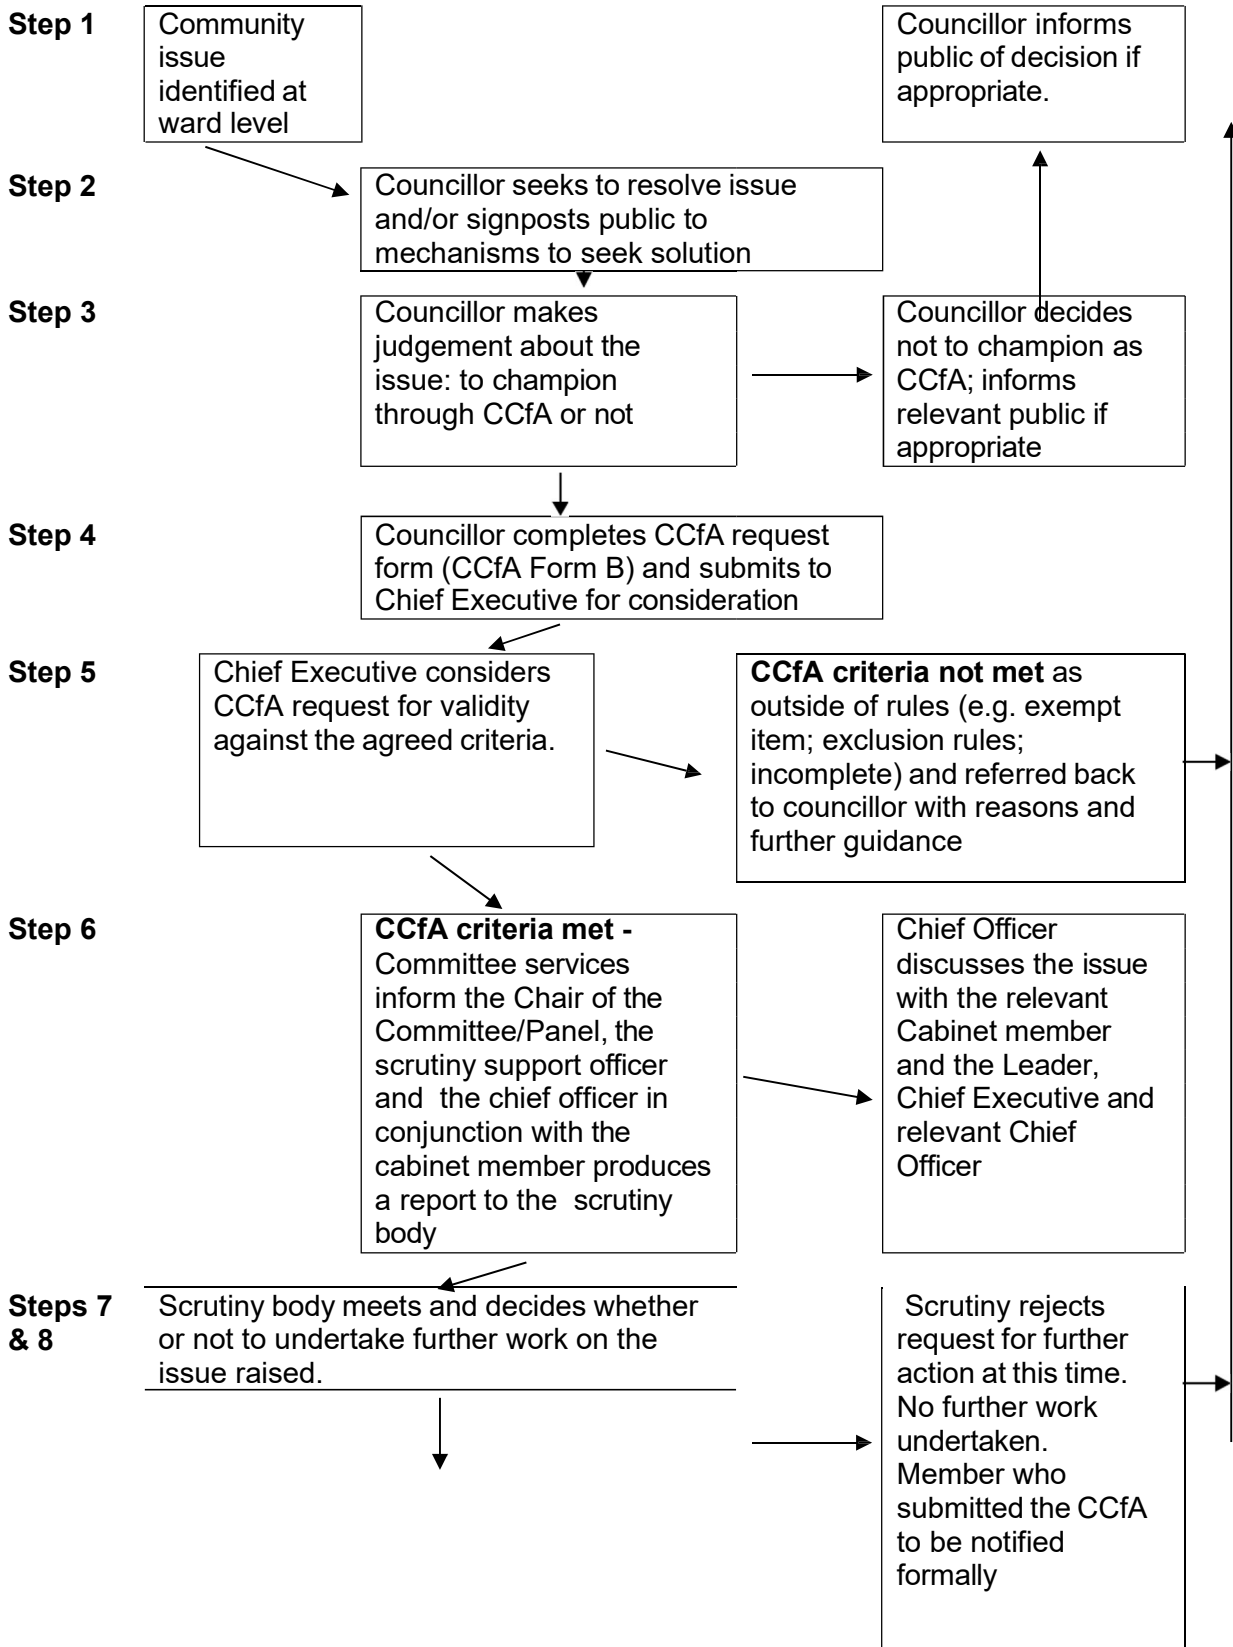 Step 1
Community
issue
identified at
ward level
Councillor informs
public of decision if
appropriate.
Step 2
Councillor seeks to resolve issue
and/or signposts public to
mechanisms to seek solution
Step 3
Councillor makes
judgement about the
issue: to champion
through CCfA or not
Councillor decides
not to champion as
CCfA; informs
relevant public if
appropriate
Step 4
Councillor completes CCfA request
form (CCfA Form B) and submits to
Chief Executive for consideration
Step 5
Chief Executive considers
CCfA request for validity
against the agreed criteria.
CCfA criteria not met as
outside of rules (e.g. exempt
item; exclusion rules;
incomplete) and referred back
to councillor with reasons and
further guidance
Step 6
CCfA criteria met -
Committee services
inform the Chair of the
Committee/Panel, the
scrutiny support officer
and the chief officer in
conjunction with the
cabinet member produces
a report to the scrutiny
body
Chief Officer
discusses the issue
with the relevant
Cabinet member
and the Leader,
Chief Executive and
relevant Chief
Officer
Steps 7
& 8
Scrutiny body meets and decides whether
or not to undertake further work on the
issue raised.
Scrutiny rejects
request for further
action at this time.
No further work
undertaken.
Member who
submitted the CCfA
to be notified
formally